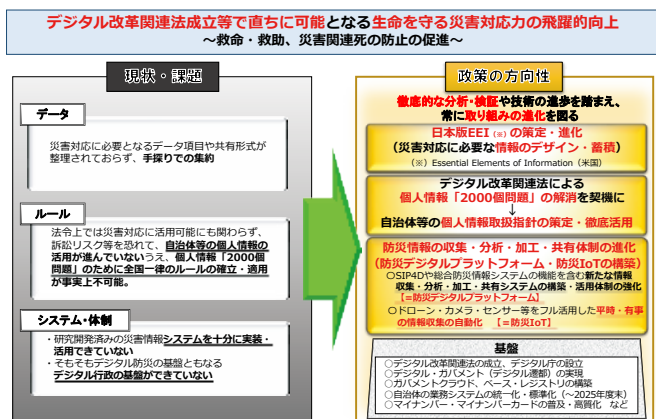 デジタル改革関連法成立等で直ちに可能となる生命を守る災害対応力の飛躍的向上
～救命・救助、災害関連死の防止の促進～
現状・課題
データ
災害対応に必要となるデータ項目や共有形式が
整理されておらず、手探りでの集約
ルール
法令上では災害対応に活用可能にも関わらず、
訴訟リスク等を恐れて、自治体等の個人情報の
活用が進んでいないうえ、個人情報「2000個
問題」のために全国一律のルールの確立・適用
が事実上不可能。
システム・体制
・研究開発済みの災害情報システムを十分に実装・
活用できていない
・そもそもデジタル防災の基盤ともなる
デジタル行政の基盤ができていない
政策の方向性
徹底的な分析・検証や技術の進歩を踏まえ、
常に取り組みの進化を図る
日本版EEI（※）の策定・進化
（災害対応に必要な情報のデザイン・蓄積）
（※）Essential Elements of Information（米国）
デジタル改革関連法による
個人情報「2000個問題」の解消を契機に
↓
自治体等の個人情報取扱指針の策定・徹底活用
防災情報の収集・分析・加工・共有体制の進化
（防災デジタルプラットフォーム・防災IoTの構築）
○SIP4Dや総合防災情報システムの機能を含む新たな情報
収集・分析・加工・共有システムの構築・活用体制の強化
【=防災デジタルプラットフォーム】
○ドローン・カメラ・センサー等をフル活用した平時・有事
の情報収集の自動化 【=防災IoT】
基盤
○デジタル改革関連法の成立、デジタル庁の設立
○デジタル・ガバメント（デジタル遷都）の実現
○ガバメントクラウド、ベース・レジストリの構築
○自治体の業務システムの統一化・標準化（～2025年度末）
○マイナンバー・マイナンバーカードの普及・高質化 など